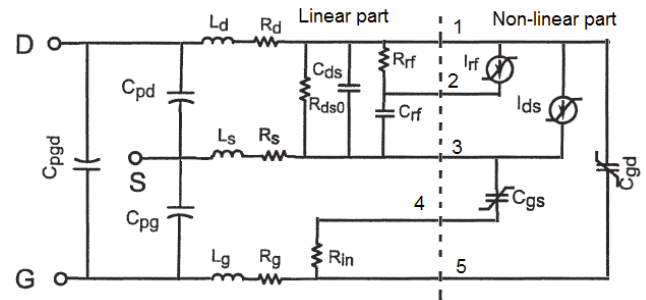 Linear part
Non-linear part
Ld
Rd
1
D
Cds
Rrf
Irf
Cpd
Rds0
2
Crf
Ids
Cpgd
Ls
Rs
3
S
Cgd
4
Cgs
Cpg
Lg
Rg
Rin
5
G